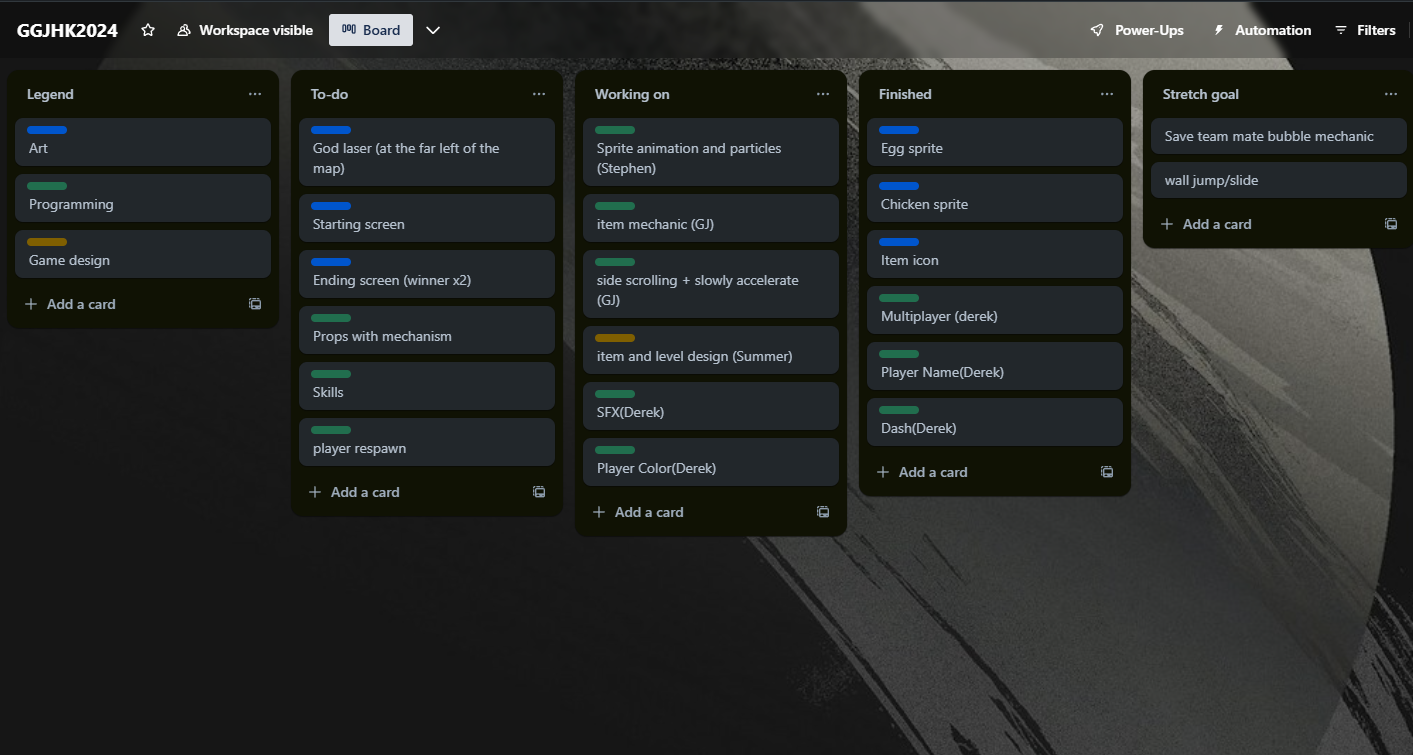 GGJHK2024
Workspace visible
Board
Power-Ups
Automation
Filters
Legend
Art
Programming
Game design
Add a card
To-do
God laser (at the far left of the
map)
Starting screen
Ending screen (winner x2)
Props with mechanism
Skills
player respawn
Add a card
Working on
Sprite animation and particles
(Stephen)
item mechanic (GJ)
side scrolling + slowly accelerate
(GJ)
item and level design (Summer)
SFX(Derek)
Player Color(Derek)
Add a card
Finished
Egg sprite
Chicken sprite
Item icon
Multiplayer (derek)
Player Name(Derek)
Dash(Derek)
Add a card
Stretch goal
Save team mate bubble mechanic
wall jump/slide
Add a card